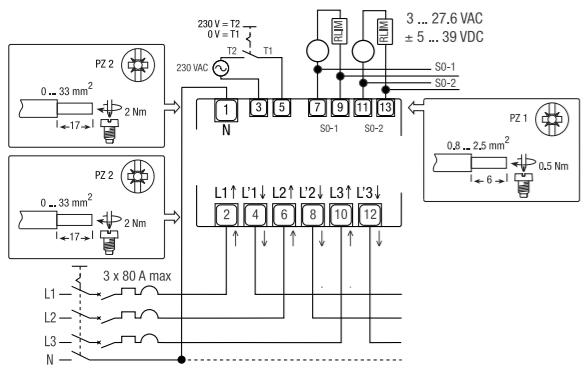 230 V = T2
0 V = T1
T2 T1
230 VAC
RLIM RLIM
3 ... 27.6 VAC
± 5 ... 39 VDC
S0-1
S0-2
PZ 2
0 ... 33 mm2
17
2 Nm
1 3 5 7 9 11 13
N S0-1 S0-2
PZ 1
0.8 ... 2.5 mm2
6
0.5 Nm
PZ 2
0 ... 33 mm2
17
2 Nm
L1↑ L'1↓ L2↑ L'2↓ L3↑ L'3↓
2 4 6 8 10 12
3 x 80 A max
L1
L2
L3
N